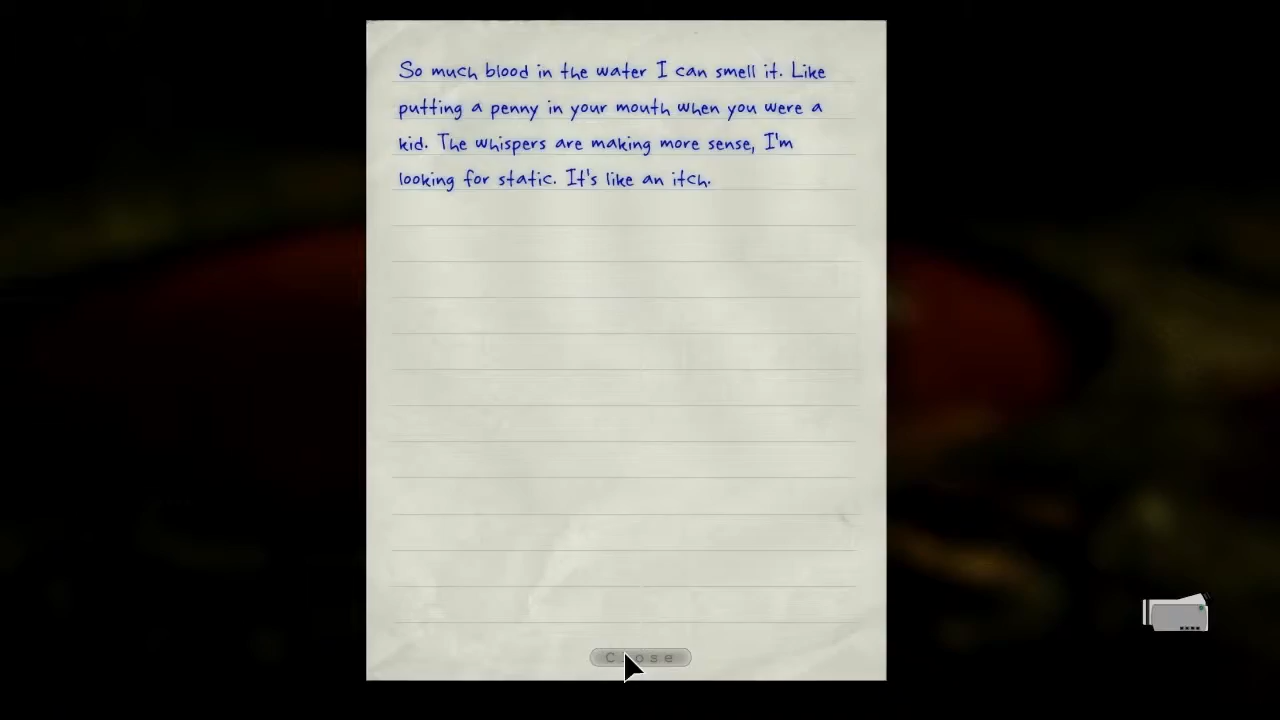 So much blood in the water I can smell it. Like
putting a penny in your mouth when you were a
kid. The whispers are making more sense, I'm
looking for static. It's like an itch.
Close